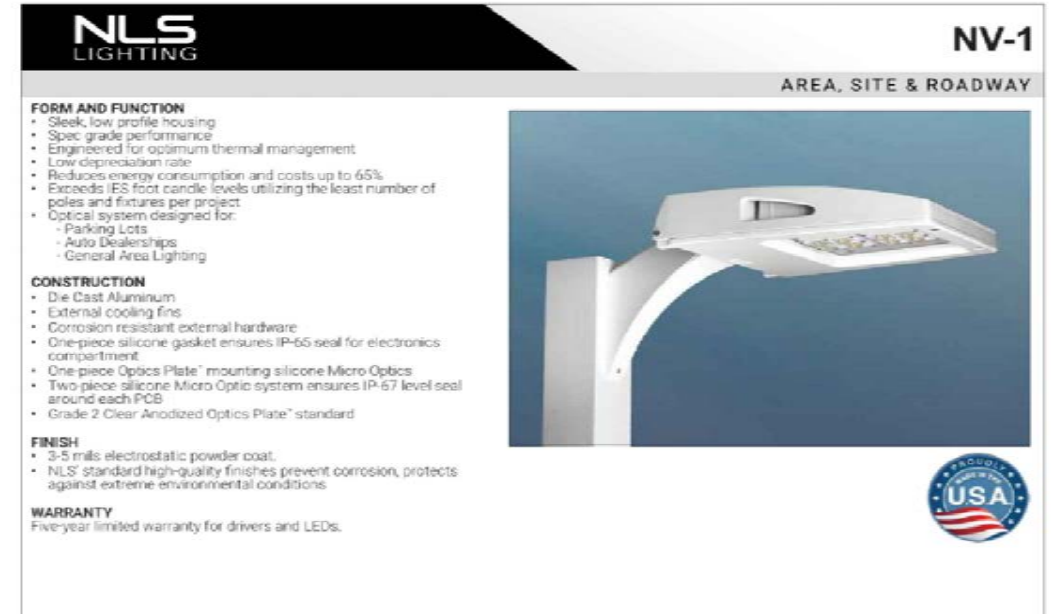 NLS
LIGHTING
NV-1
AREA, SITE & ROADWAY
FORM AND FUNCTION
• Sleek, low profile housing
• Spec grade performance
• Engineered for optimum thermal management
• Low depreciation rate
• Reduces energy consumption and costs up to 65%
• Exceeds IES foot candle levels utilizing the least number of
poles and fixtures per project
• Optical system designed for:
- Parking Lots
- Auto Dealerships
- General Area Lighting
CONSTRUCTION
• Die Cast Aluminum
• External cooling fins
• Corrosion resistant external hardware
• One-piece silicone gasket ensures IP-65 seal for electronics
compartment
• One-piece Optics Plate™ mounting silicone Micro Optics
• Two-piece silicone Micro Optic system ensures IP-67 level seal
around each PCB
• Grade 2 Clear Anodized Optics Plate™ standard
FINISH
• 3-5 mils electrostatic powder coat.
• NLS' standard high-quality finishes prevent corrosion, protects
against extreme environmental conditions
WARRANTY
Five-year limited warranty for drivers and LEDs.
PROUDLY
MADE IN THE
USA